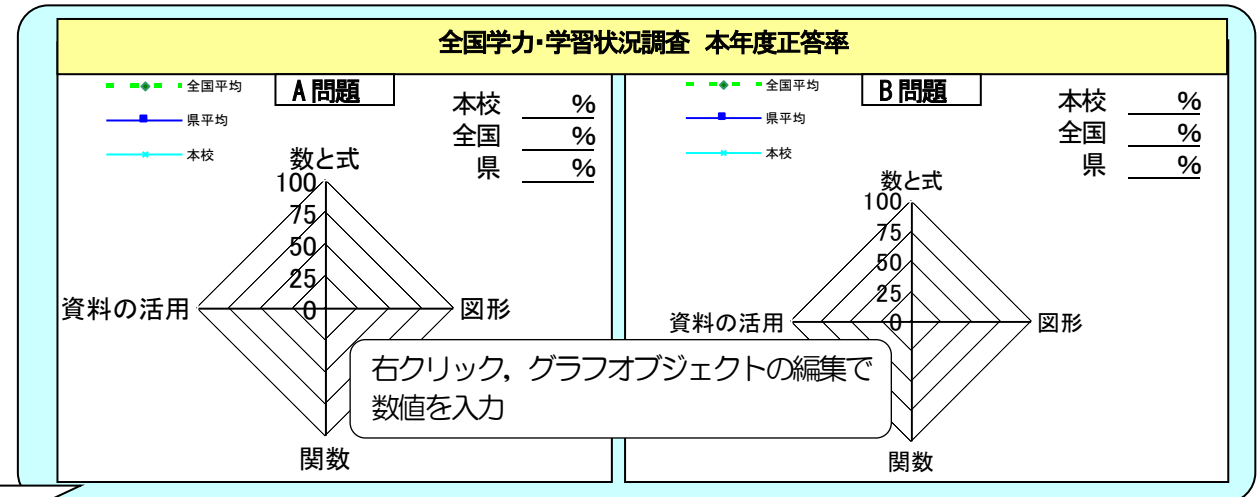 全国学力・学習状況調査 本年度正答率
全国平均
県平均
本校
A問題
本校 %
全国 %
県 %
数と式
100
75
50
25
0
資料の活用
図形
関数
全国平均
県平均
本校
B問題
本校 %
全国 %
県 %
数と式
100
75
50
25
0
資料の活用
図形
関数
右クリック，グラフオブジェクトの編集で
数値を入力